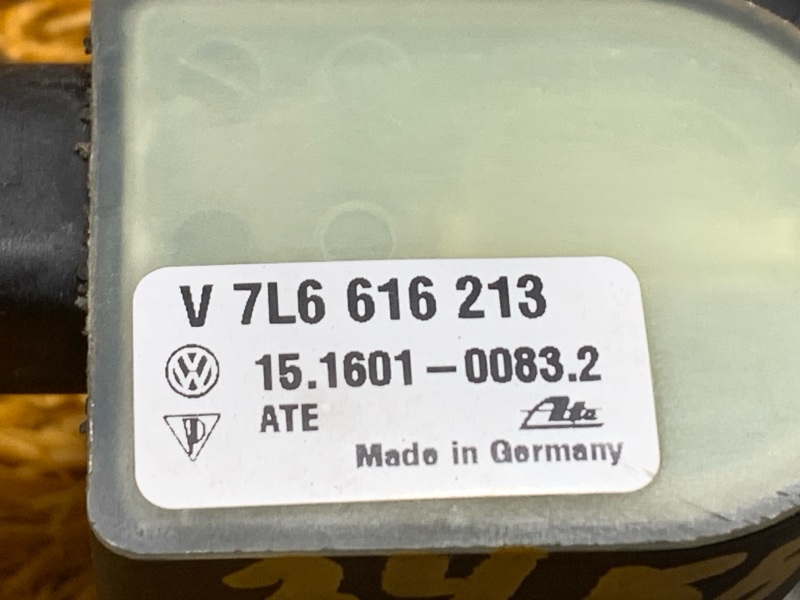 V 7L6 616 213
15.1601-0083.2
ATE Ate
Made in Germany